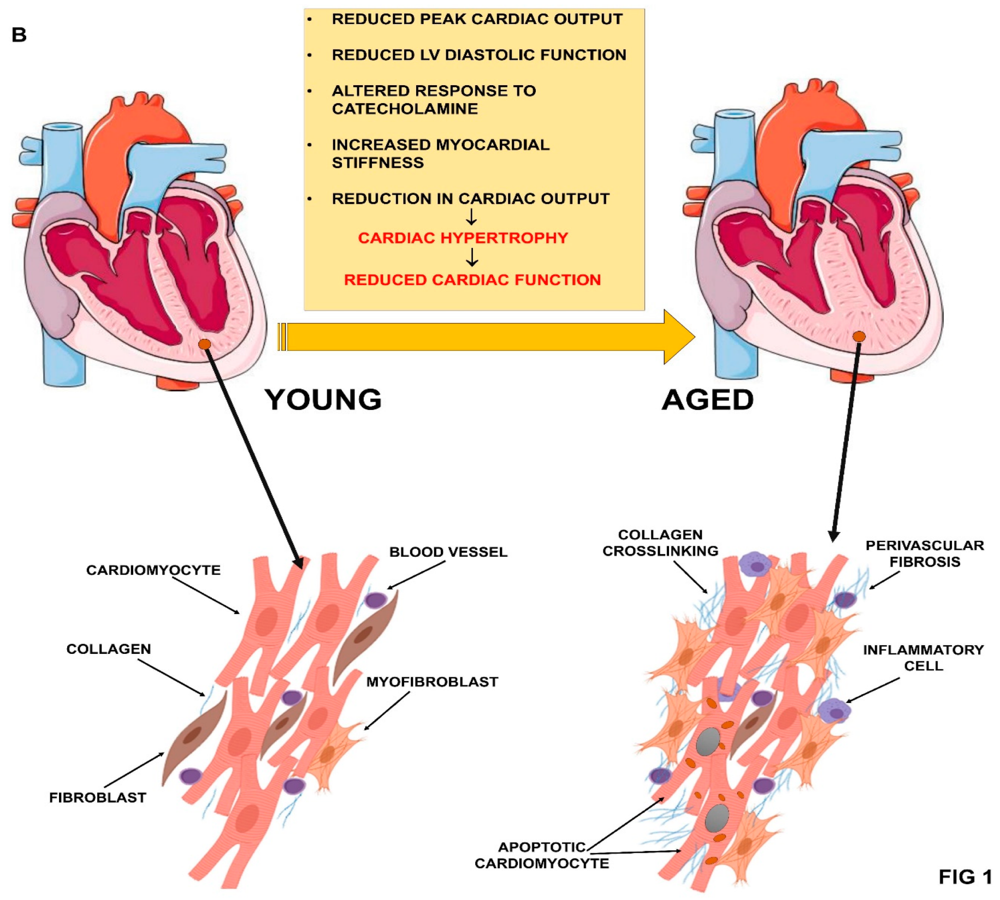 B
• REDUCED PEAK CARDIAC OUTPUT
• REDUCED LV DIASTOLIC FUNCTION
• ALTERED RESPONSE TO
CATECHOLAMINE
• INCREASED MYOCARDIAL
STIFFNESS
• REDUCTION IN CARDIAC OUTPUT
↓
CARDIAC HYPERTROPHY
↓
REDUCED CARDIAC FUNCTION
YOUNG
AGED
CARDIOMYOCYTE
BLOOD VESSEL
COLLAGEN
MYOFIBROBLAST
FIBROBLAST
COLLAGEN
CROSSLINKING
PERIVASCULAR
FIBROSIS
INFLAMMATORY
CELL
APOPTOTIC
CARDIOMYOCYTE
FIG 1